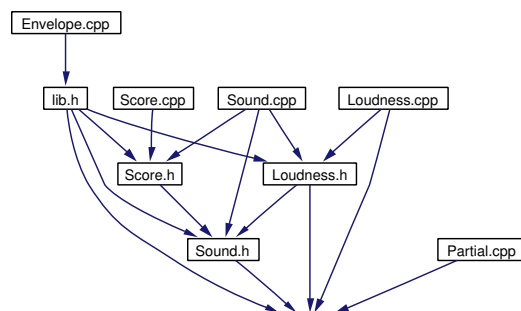 Envelope.cpp
lib.h
Score.cpp
Sound.cpp
Loudness.cpp
Score.h
Loudness.h
Sound.h
Partial.cpp